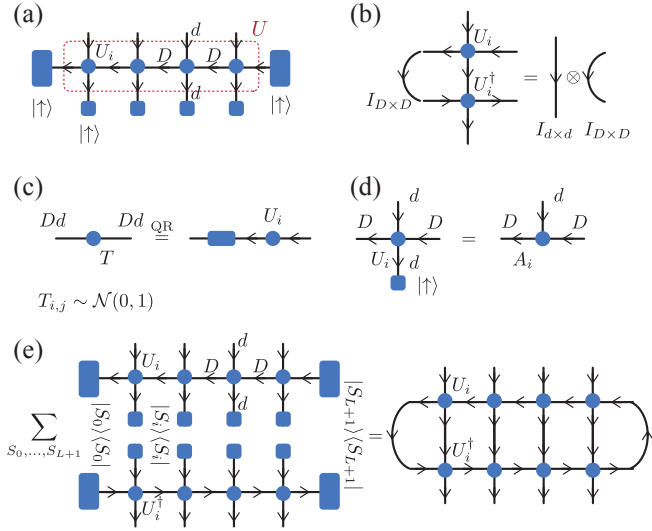 (a)
d
U
U_i
D
D
d
|↑⟩
|↑⟩
|↑⟩
(b)
U_i
U_i^†
I_{D×D}
=
⊗
I_{d×d}
I_{D×D}
(c)
Dd
Dd
T
QR
=
U_i
T_{i,j} ∼ 𝒩(0, 1)
(d)
d
D
D
U_i
d
|↑⟩
=
d
D
D
A_i
(e)
∑
S_0,...,S_{L+1}
U_i
d
D
D
d
|S_0⟩⟨S_0|
|S_i⟩⟨S_i|
|S_{L+1}⟩⟨S_{L+1}|
U_i^†
=
U_i
U_i^†